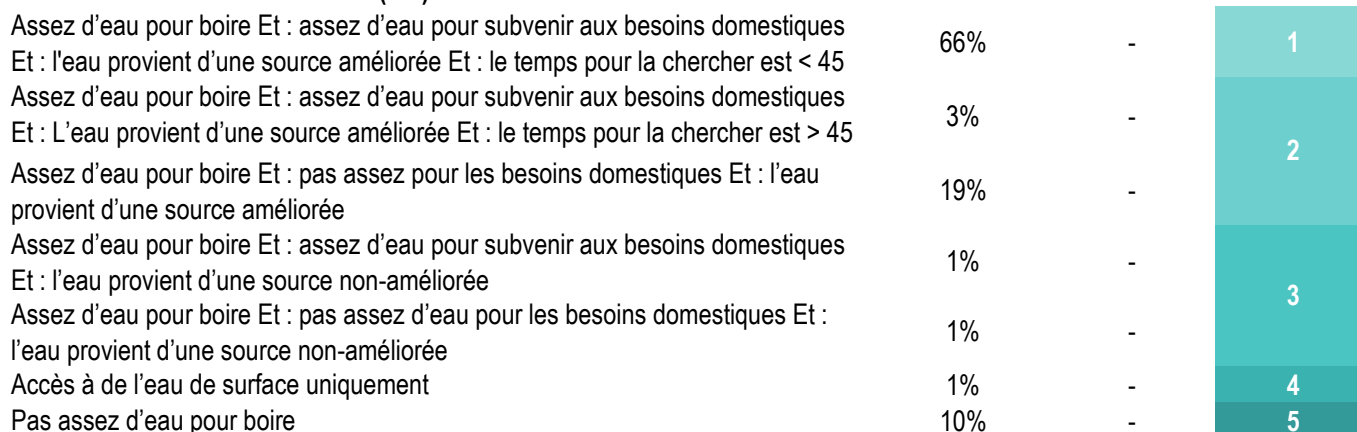 Assez d’eau pour boire Et : assez d’eau pour subvenir aux besoins domestiques
Et : l'eau provient d’une source améliorée Et : le temps pour la chercher est < 45
66% - 1
Assez d’eau pour boire Et : assez d’eau pour subvenir aux besoins domestiques
Et : L’eau provient d’une source améliorée Et : le temps pour la chercher est > 45
3% - 2
Assez d’eau pour boire Et : pas assez pour les besoins domestiques Et : l’eau
provient d’une source améliorée
19% -
Assez d’eau pour boire Et : assez d’eau pour subvenir aux besoins domestiques
Et : l’eau provient d’une source non-améliorée
1% - 3
Assez d’eau pour boire Et : pas assez d’eau pour les besoins domestiques Et :
l’eau provient d’une source non-améliorée
1% -
Accès à de l’eau de surface uniquement 1% - 4
Pas assez d’eau pour boire 10% - 5